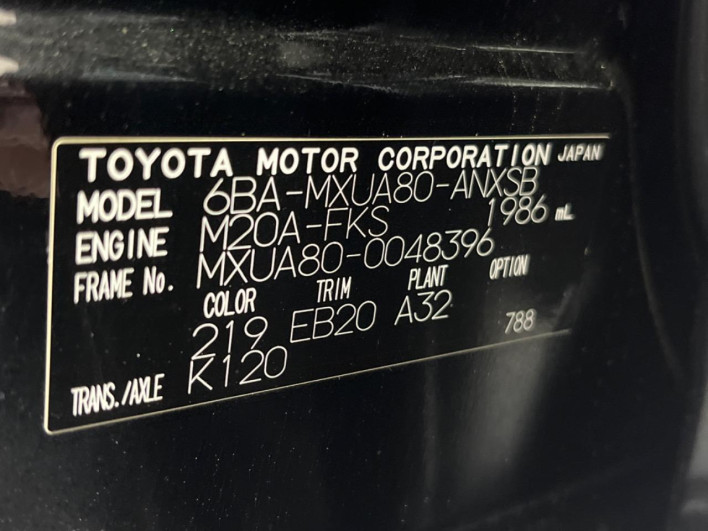 TOYOTA MOTOR CORPORATION JAPAN
MODEL 6BA-MXUA80-ANXSB
ENGINE M20A-FKS 1986 mL
FRAME No. MXUA80-0048396
COLOR TRIM PLANT OPTION
219 EB20 A32 788
TRANS./AXLE K120